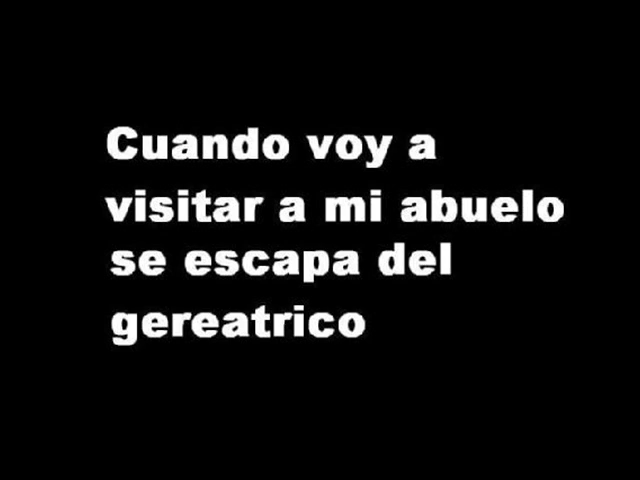 Cuando voy a
visitar a mi abuelo
se escapa del
gereatrico